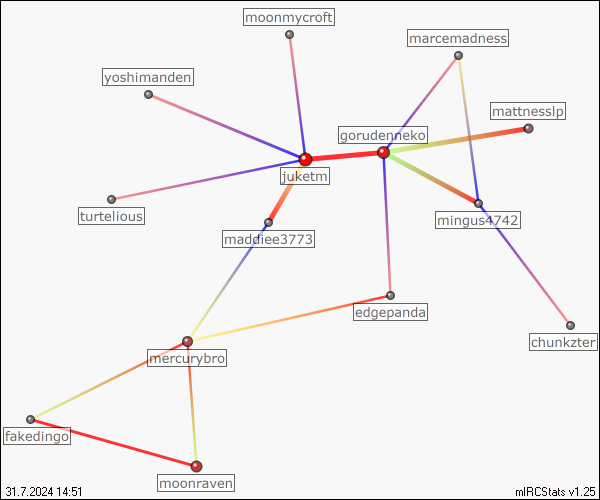 moonmycroft
marcemadness
yoshimanden
mattnesslp
gorudenneko
juketm
turtelious
mingus4742
maddiee3773
edgepanda
chunkzter
mercurybro
fakedingo
moonraven
31.7.2024 14:51
mIRCStats v1.25